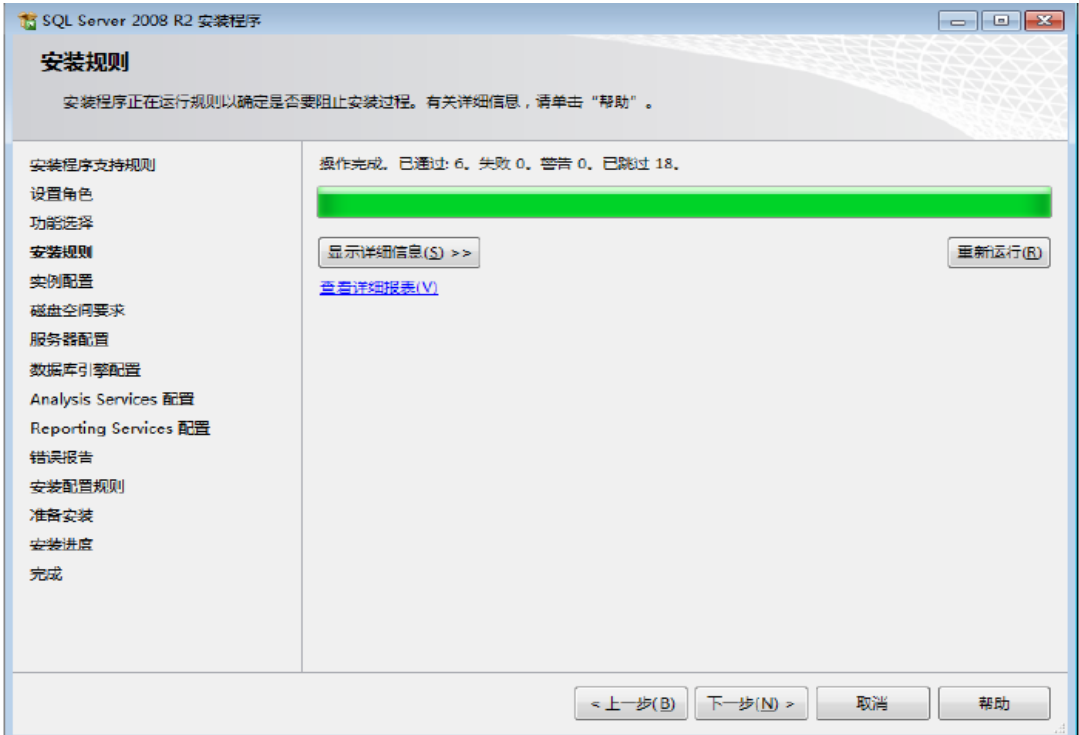 SQL Server 2008 R2 安装程序
安装规则
安装程序正在运行规则以确定是否要阻止安装过程。有关详细信息，请单击“帮助”。
安装程序支持规则
设置角色
功能选择
安装规则
实例配置
磁盘空间要求
服务器配置
数据库引擎配置
Analysis Services 配置
Reporting Services 配置
错误报告
安装配置规则
准备安装
安装进度
完成
操作完成。已通过: 6。失败 0。警告 0。已跳过 18。
显示详细信息(S) >>
重新运行(R)
查看详细报表(V)
< 上一步(B)
下一步(N) >
取消
帮助